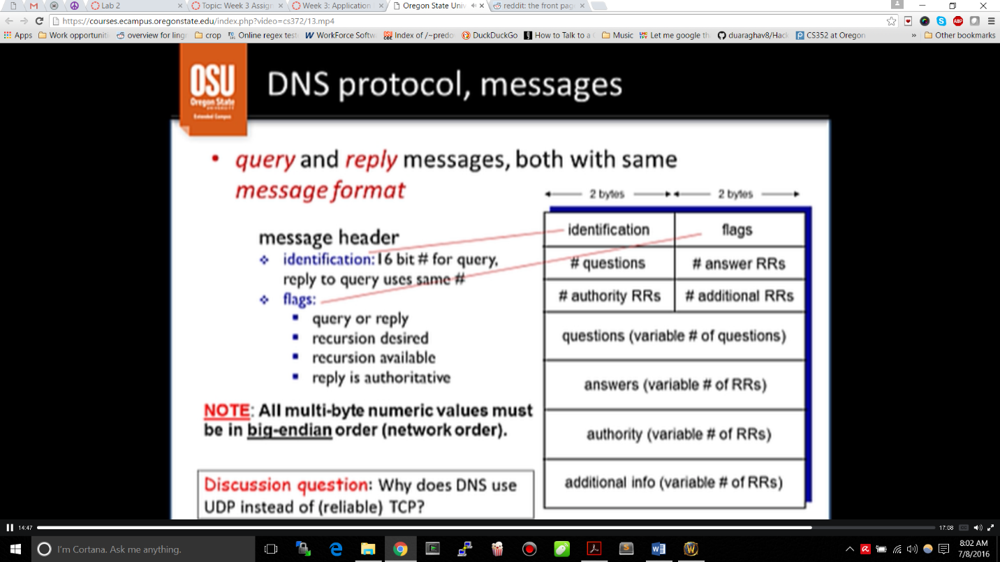 Lab 2
Topic: Week 3 Assign
Week 3: Application
Oregon State Univ
reddit: the front page
https://courses.ecampus.oregonstate.edu/index.php?video=cs372/13.mp4
Apps
Work opportuniti
overview for lingr
crop
Online regex teste
WorkForce Softwa
Index of /~predo
DuckDuckGo
How to Talk to a
Music
Let me google th
duaraghav8/Hack
CS352 at Oregon
»
Other bookmarks
OSU
Oregon State
UNIVERSITY
Extended Campus
DNS protocol, messages
• query and reply messages, both with same
message format
2 bytes
2 bytes
message header
identification: 16 bit # for query,
reply to query uses same #
flags:
query or reply
recursion desired
recursion available
reply is authoritative
identification
flags
# questions
# answer RRs
# authority RRs
# additional RRs
questions (variable # of questions)
answers (variable # of RRs)
authority (variable # of RRs)
additional info (variable # of RRs)
NOTE: All multi-byte numeric values must
be in big-endian order (network order).
Discussion question: Why does DNS use
UDP instead of (reliable) TCP?
14:47
17:08
I'm Cortana. Ask me anything.
8:02 AM
7/8/2016